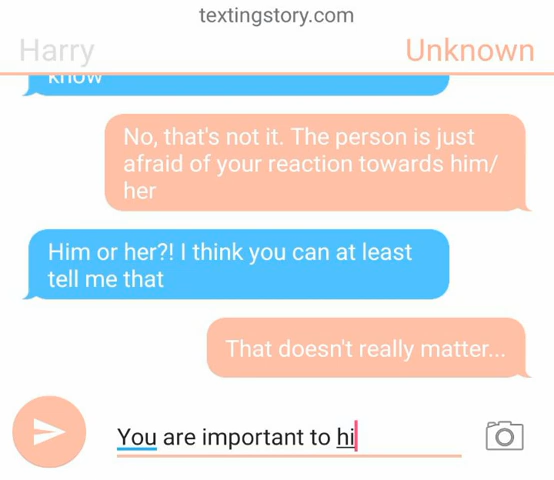 textingstory.com
Harry
Unknown
know
No, that's not it. The person is just
afraid of your reaction towards him/
her
Him or her?! I think you can at least
tell me that
That doesn't really matter...
You are important to hi